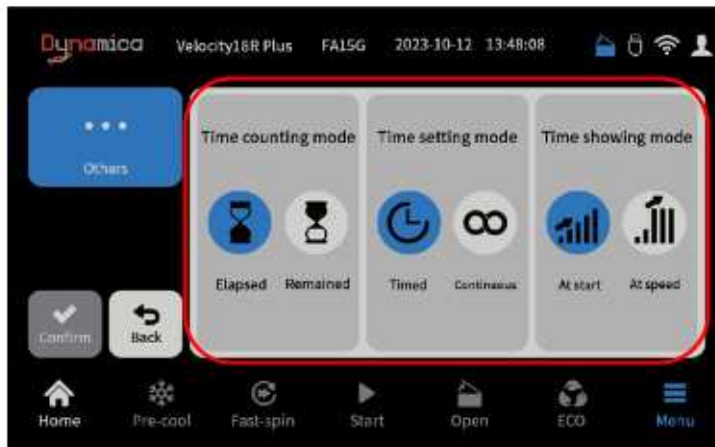 Dynamica Velocity18R Plus FA15G 2023-10-12 13:48:08
Others
Time counting mode
Elapsed Remained
Time setting mode
Timed Continuous
Time showing mode
At start At speed
Confirm Back
Home Pre-cool Fast-spin Start Open ECO Menu